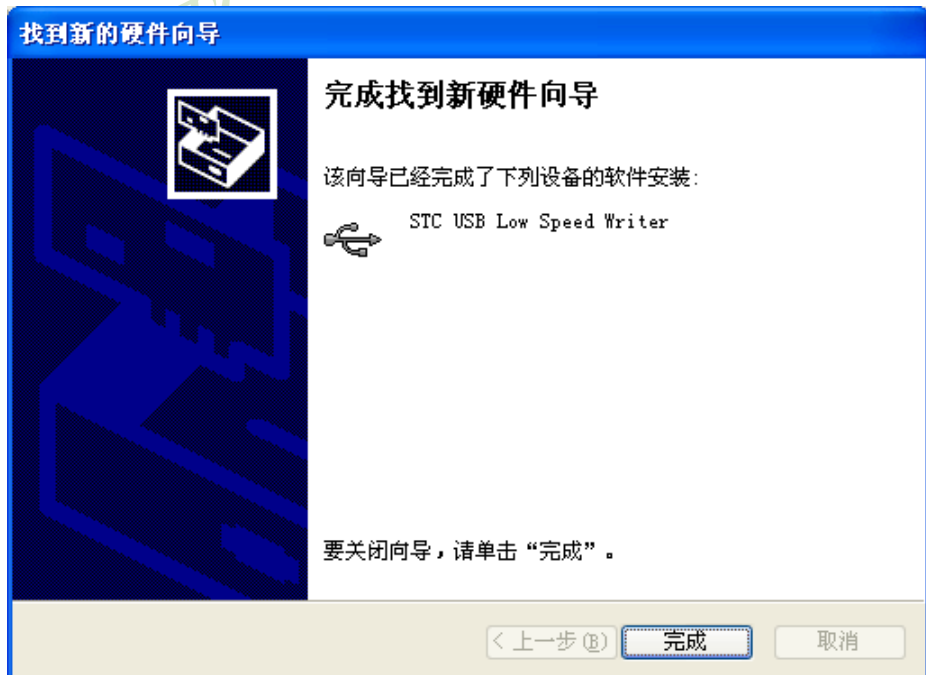 找到新的硬件向导
完成找到新硬件向导
该向导已经完成了下列设备的软件安装:
STC USB Low Speed Writer
要关闭向导，请单击“完成”。
< 上一步(B)
完成
取消